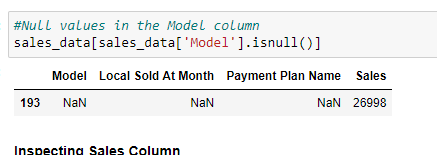 #Null values in the Model column
sales_data[sales_data['Model'].isnull()]
Model Local Sold At Month Payment Plan Name Sales
193 NaN NaN NaN 26998
Inspecting Sales Column